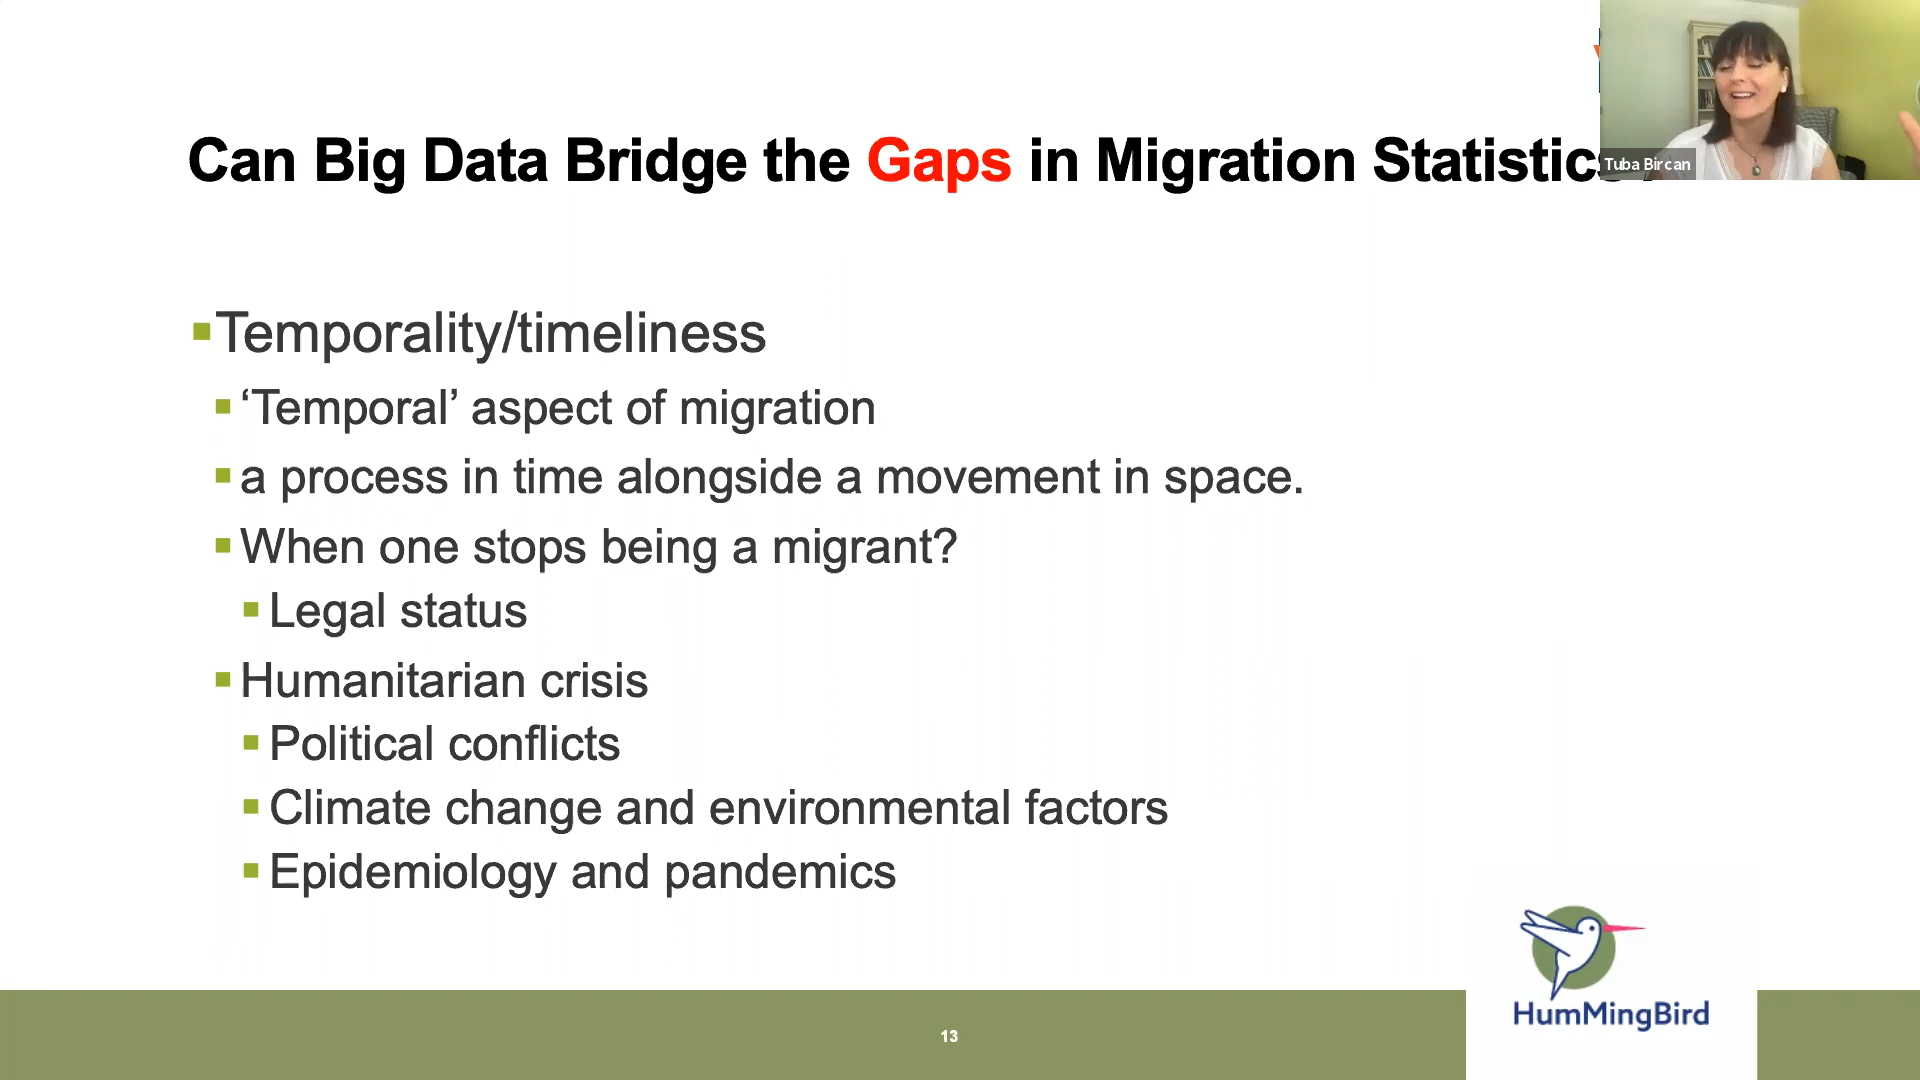 Can Big Data Bridge the Gaps in Migration Statistics?
Tuba Bircan
Temporality/timeliness
‘Temporal’ aspect of migration
a process in time alongside a movement in space.
When one stops being a migrant?
Legal status
Humanitarian crisis
Political conflicts
Climate change and environmental factors
Epidemiology and pandemics
HumMingBird
13